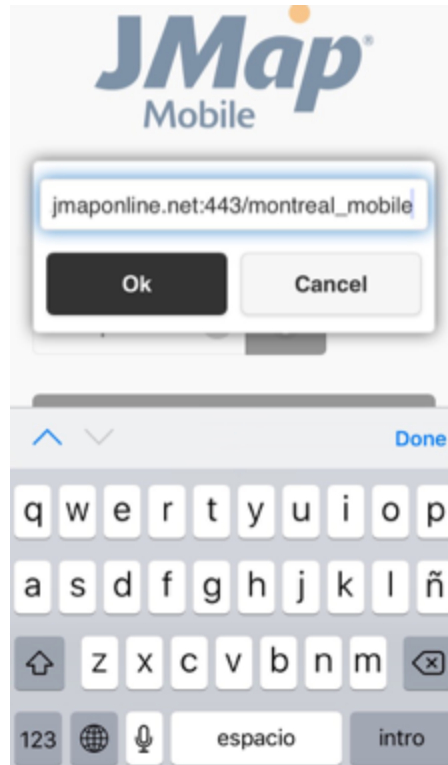 JMap®
Mobile
jmaponline.net:443/montreal_mobile
Ok
Cancel
Done
q w e r t y u i o p
a s d f g h j k l ñ
z x c v b n m
123
espacio
intro